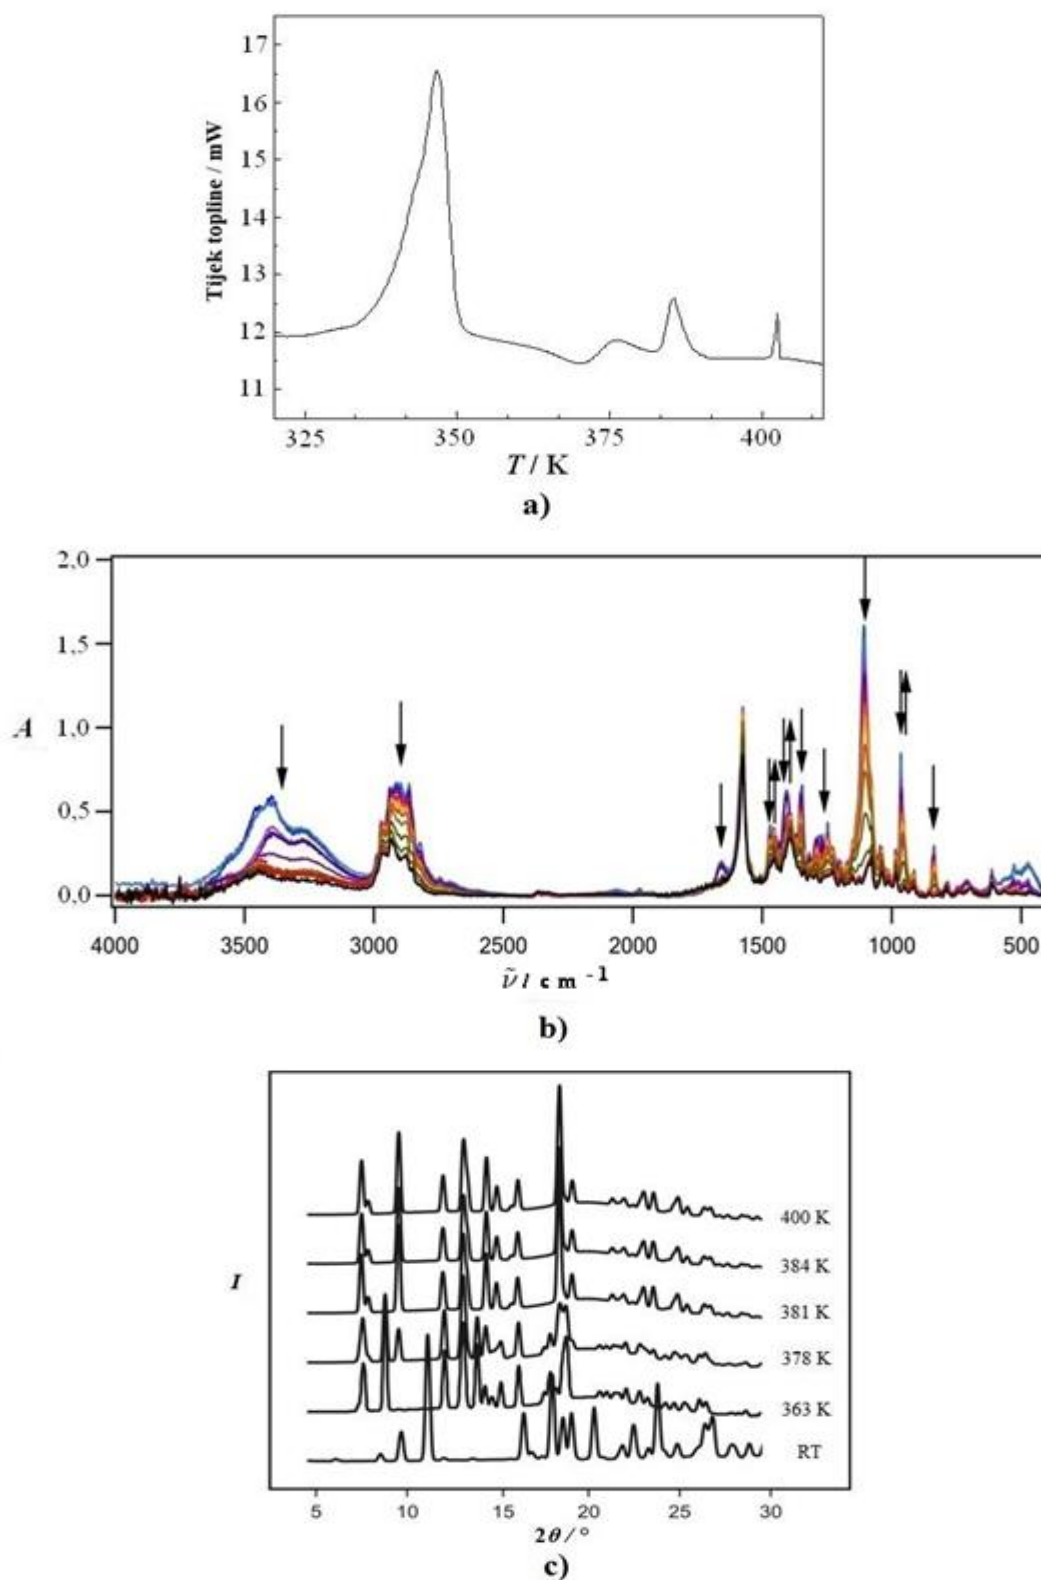 17
16
15
14
13
12
11
Tijek topline / mW
325 350 375 400
T / K
a)
2,0
1,5
1,0
0,5
0,0
A
4000 3500 3000 2500 2000 1500 1000 500
ν̃ / cm⁻¹
b)
400 K
384 K
381 K
378 K
363 K
RT
I
5 10 15 20 25 30
2θ / °
c)